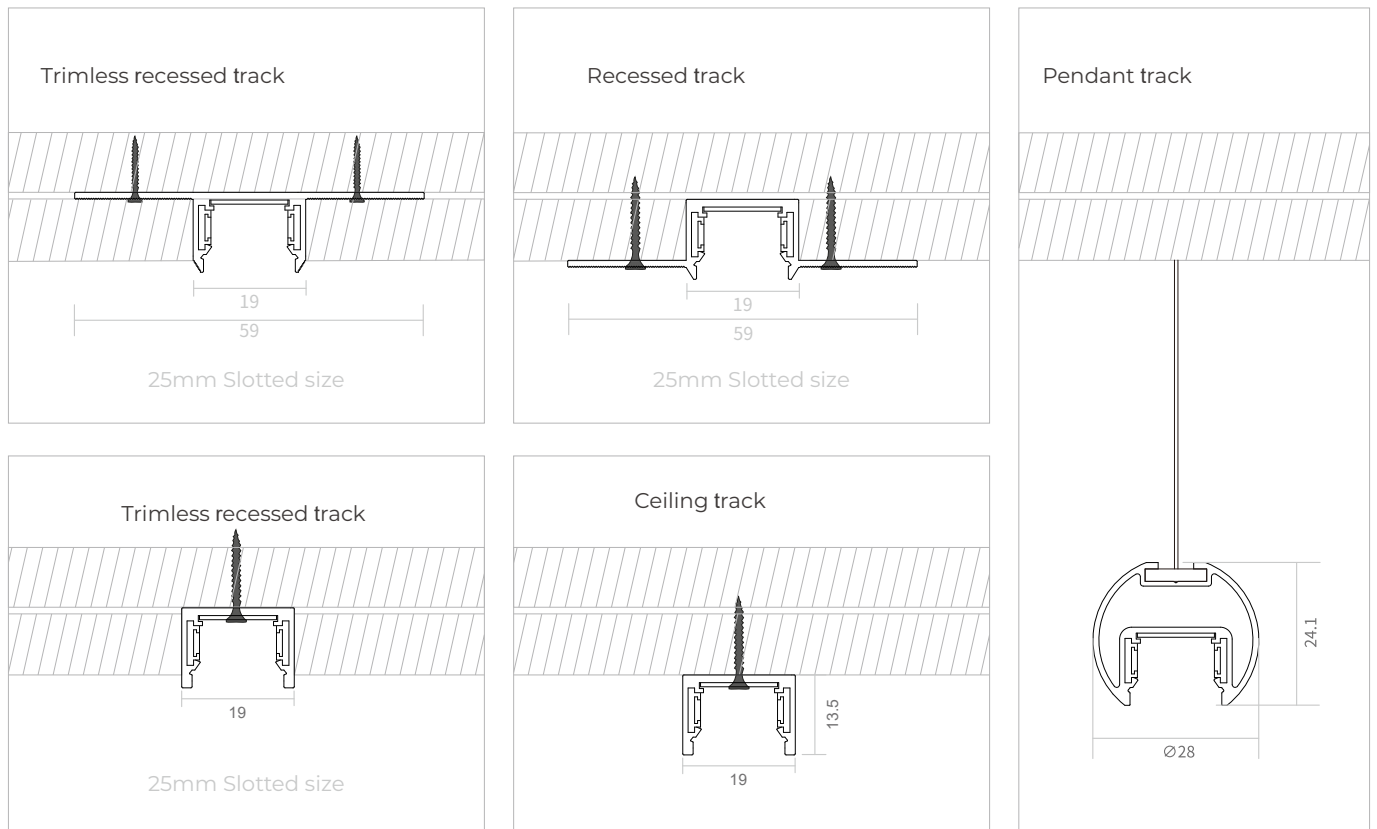 Trimless recessed track
19
59
25mm Slotted size
Recessed track
19
59
25mm Slotted size
Pendant track
24.1
Ø28
Trimless recessed track
19
25mm Slotted size
Ceiling track
13.5
19